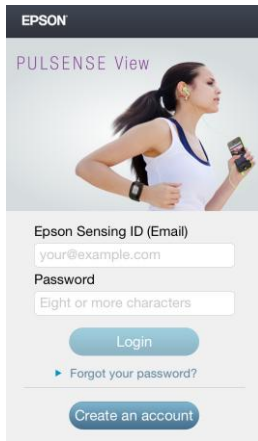 EPSON
PULSENSE View
Epson Sensing ID (Email)
your@example.com
Password
Eight or more characters
Login
Forgot your password?
Create an account